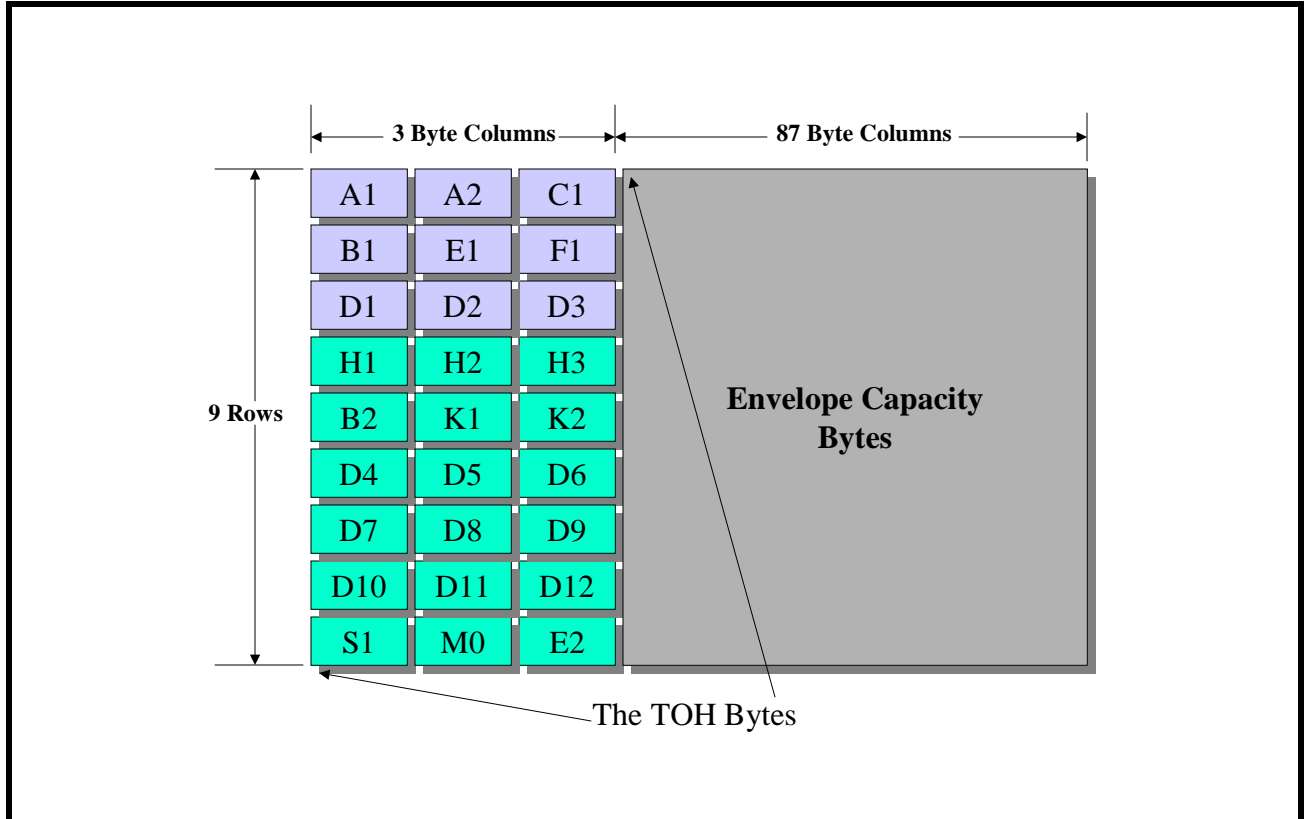 3 Byte Columns
87 Byte Columns
A1 A2 C1
B1 E1 F1
D1 D2 D3
H1 H2 H3
9 Rows
B2 K1 K2
D4 D5 D6
D7 D8 D9
D10 D11 D12
S1 M0 E2
Envelope Capacity
Bytes
The TOH Bytes